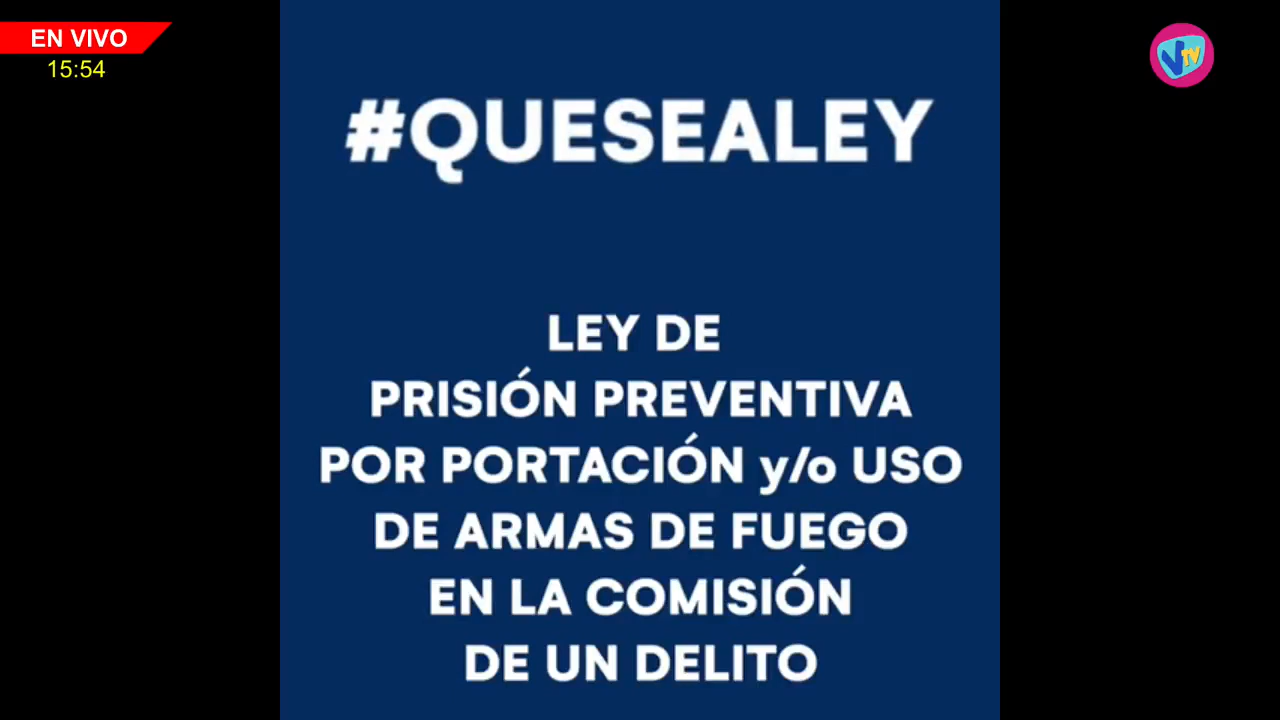 EN VIVO
15:54
VTV
#QUESEALEY
LEY DE
PRISIÓN PREVENTIVA
POR PORTACIÓN y/o USO
DE ARMAS DE FUEGO
EN LA COMISIÓN
DE UN DELITO